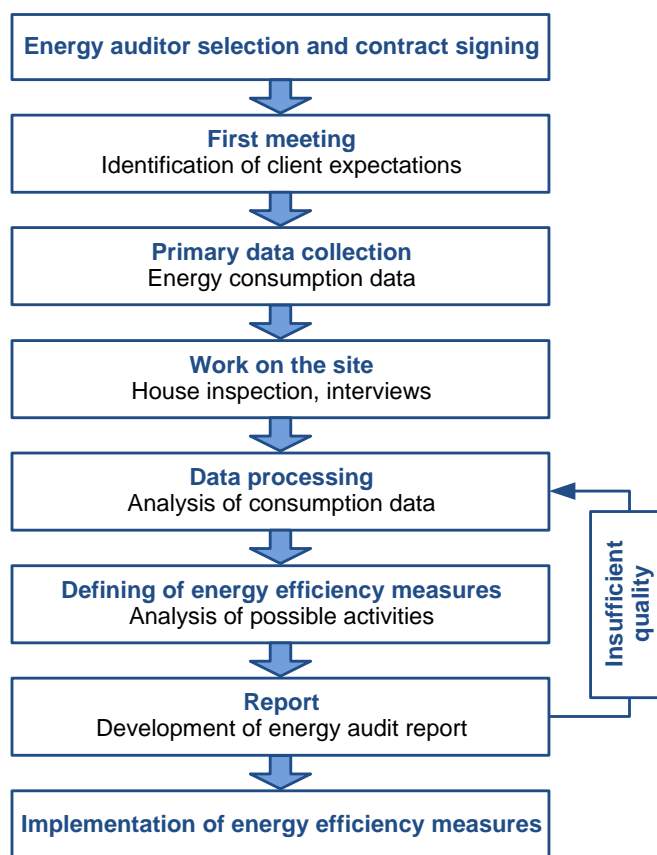 Energy auditor selection and contract signing
First meeting
Identification of client expectations
Primary data collection
Energy consumption data
Work on the site
House inspection, interviews
Data processing
Analysis of consumption data
Defining of energy efficiency measures
Analysis of possible activities
Insufficient
quality
Report
Development of energy audit report
Implementation of energy efficiency measures